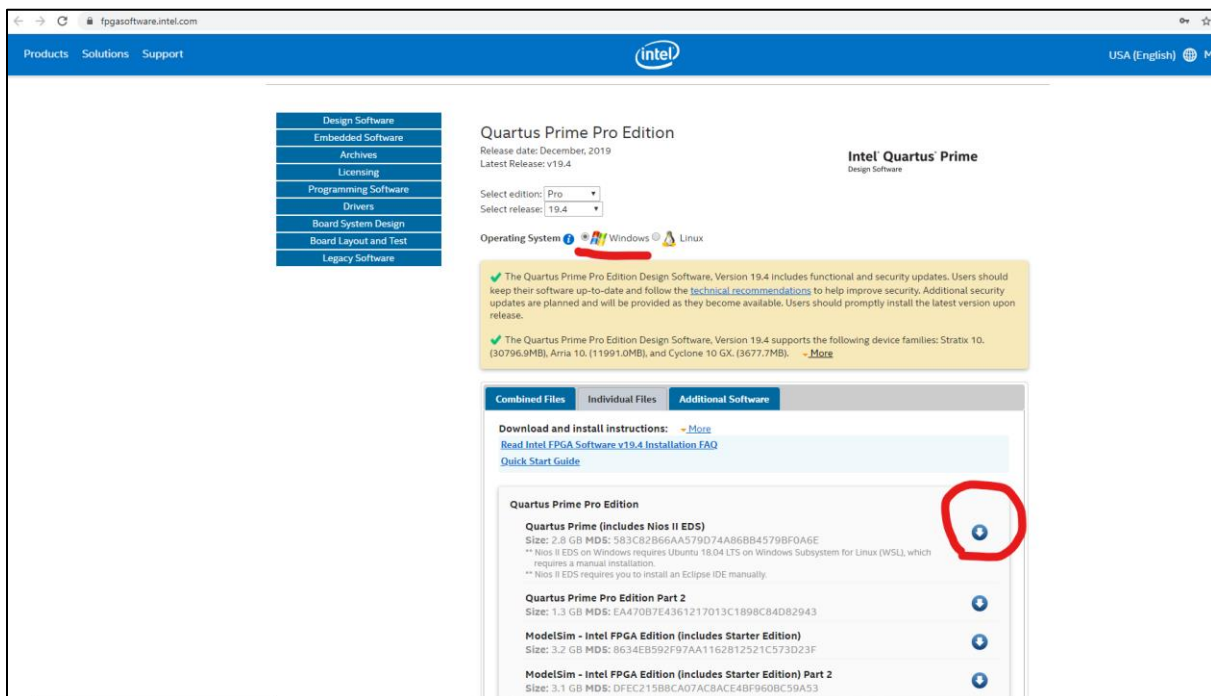 fpgasoftware.intel.com
Products Solutions Support
intel
USA (English)
Design Software
Embedded Software
Archives
Licensing
Programming Software
Drivers
Board System Design
Board Layout and Test
Legacy Software
Quartus Prime Pro Edition
Release date: December, 2019
Latest Release: v19.4
Intel Quartus Prime
Design Software
Select edition: Pro
Select release: 19.4
Operating System Windows Linux
The Quartus Prime Pro Edition Design Software, Version 19.4 includes functional and security updates. Users should
keep their software up-to-date and follow the technical recommendations to help improve security. Additional security
updates are planned and will be provided as they become available. Users should promptly install the latest version upon
release.
The Quartus Prime Pro Edition Design Software, Version 19.4 supports the following device families: Stratix 10.
(30796.9MB), Arria 10. (11991.0MB), and Cyclone 10 GX. (3677.7MB). More
Combined Files Individual Files Additional Software
Download and install instructions: More
Read Intel FPGA Software v19.4 Installation FAQ
Quick Start Guide
Quartus Prime Pro Edition
Quartus Prime (includes Nios II EDS)
Size: 2.8 GB MD5: 583C82B66AA579D74A86BB4579BF0A6E
** Nios II EDS on Windows requires Ubuntu 18.04 LTS on Windows Subsystem for Linux (WSL), which
requires a manual installation.
** Nios II EDS requires you to install an Eclipse IDE manually.
Quartus Prime Pro Edition Part 2
Size: 1.3 GB MD5: EA470B7E4361217013C1898C84D82943
ModelSim - Intel FPGA Edition (includes Starter Edition)
Size: 3.2 GB MD5: 8634EB592F97AA1162812521C573D23F
ModelSim - Intel FPGA Edition (includes Starter Edition) Part 2
Size: 3.1 GB MD5: DFEC215B8CA07AC8ACE4BF960BC59A53